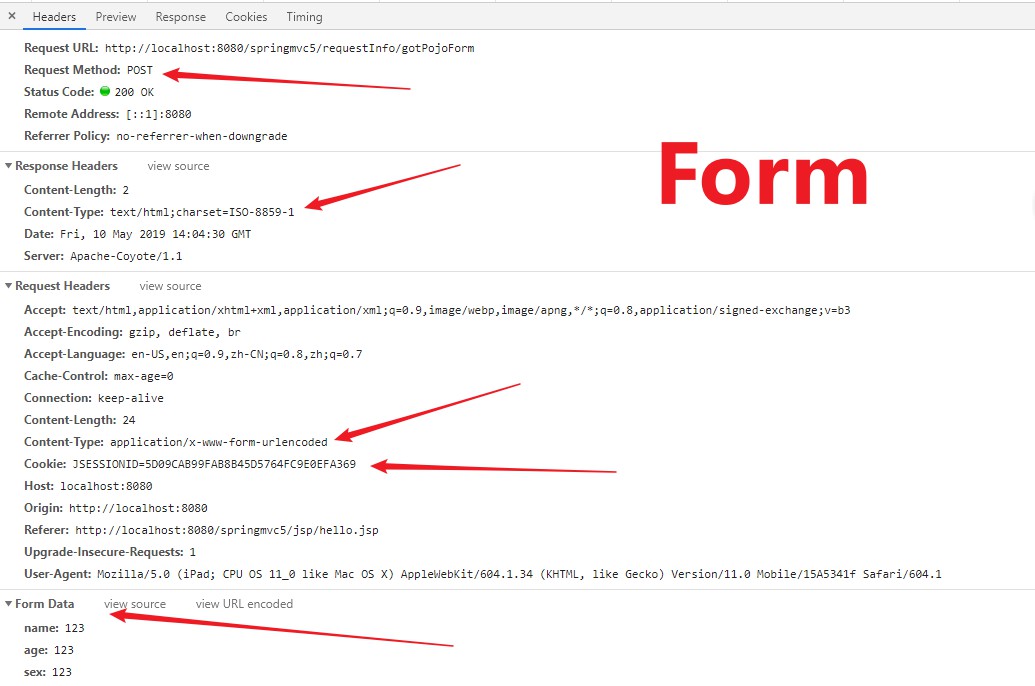 × Headers Preview Response Cookies Timing
Request URL: http://localhost:8080/springmvc5/requestInfo/gotPojoForm
Request Method: POST
Status Code: 200 OK
Remote Address: [::1]:8080
Referrer Policy: no-referrer-when-downgrade
Form
Response Headers view source
Content-Length: 2
Content-Type: text/html;charset=ISO-8859-1
Date: Fri, 10 May 2019 14:04:30 GMT
Server: Apache-Coyote/1.1
Request Headers view source
Accept: text/html,application/xhtml+xml,application/xml;q=0.9,image/webp,image/apng,*/*;q=0.8,application/signed-exchange;v=b3
Accept-Encoding: gzip, deflate, br
Accept-Language: en-US,en;q=0.9,zh-CN;q=0.8,zh;q=0.7
Cache-Control: max-age=0
Connection: keep-alive
Content-Length: 24
Content-Type: application/x-www-form-urlencoded
Cookie: JSESSIONID=5D09CAB99FAB8B45D5764FC9E0EFA369
Host: localhost:8080
Origin: http://localhost:8080
Referer: http://localhost:8080/springmvc5/jsp/hello.jsp
Upgrade-Insecure-Requests: 1
User-Agent: Mozilla/5.0 (iPad; CPU OS 11_0 like Mac OS X) AppleWebKit/604.1.34 (KHTML, like Gecko) Version/11.0 Mobile/15A5341f Safari/604.1
Form Data view source view URL encoded
name: 123
age: 123
sex: 123